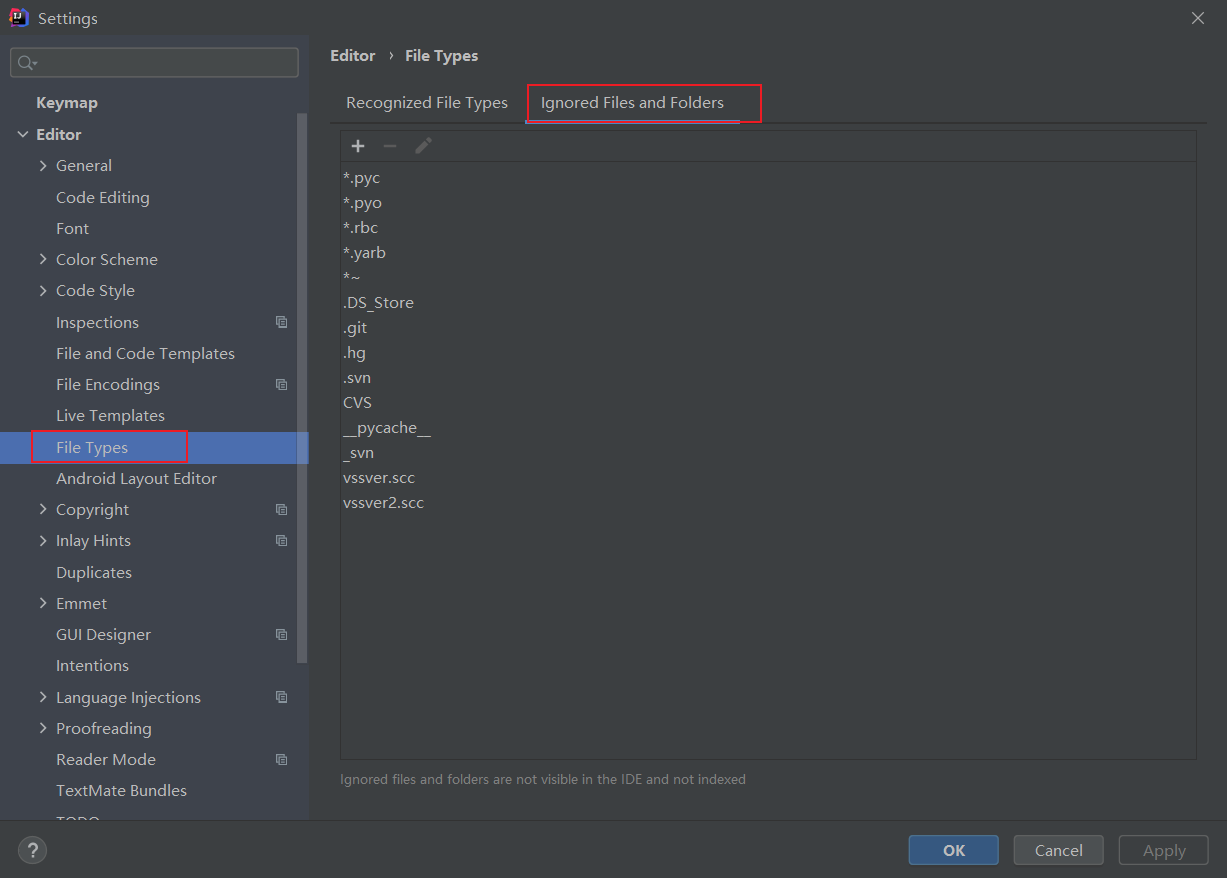 Settings
Keymap
Editor
General
Code Editing
Font
Color Scheme
Code Style
Inspections
File and Code Templates
File Encodings
Live Templates
File Types
Android Layout Editor
Copyright
Inlay Hints
Duplicates
Emmet
GUI Designer
Intentions
Language Injections
Proofreading
Reader Mode
TextMate Bundles
TODO
Editor › File Types
Recognized File Types Ignored Files and Folders
*.pyc
*.pyo
*.rbc
*.yarb
*~
.DS_Store
.git
.hg
.svn
CVS
__pycache__
_svn
vssver.scc
vssver2.scc
Ignored files and folders are not visible in the IDE and not indexed
? OK Cancel Apply